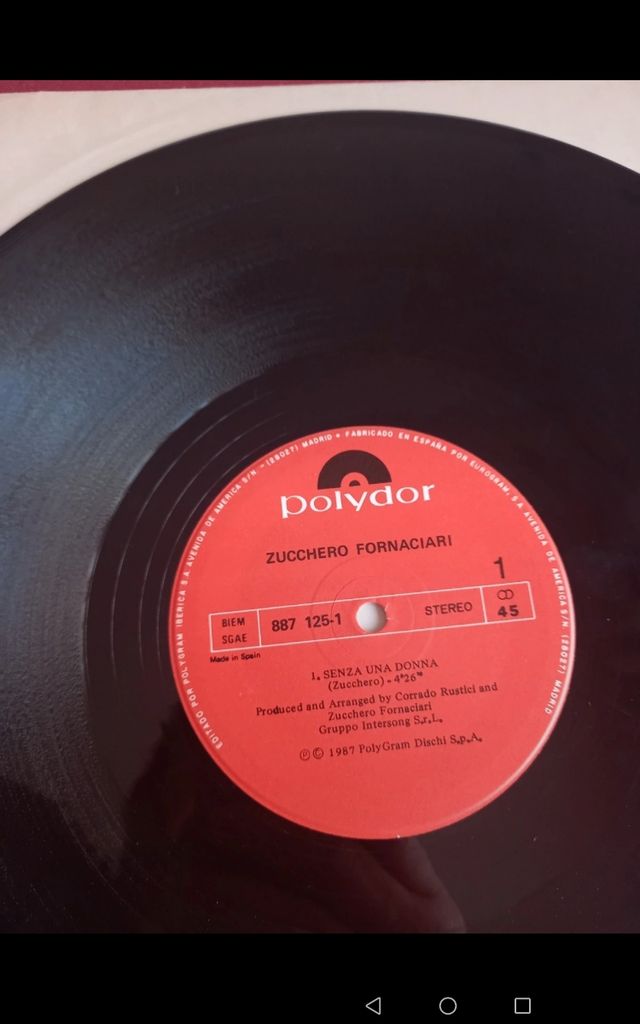 EDITADO POR POLYGRAM IBERICA S.A. AVENIDA DE AMERICA S/N - (28027) MADRID • FABRICADO EN ESPAÑA POR EUROGRAM, S.A. AVENIDA DE AMERICA S/N (28027) MADRID
polydor
ZUCCHERO FORNACIARI
1
BIEM
SGAE
887 125-1
STEREO
45
Made in Spain
1. SENZA UNA DONNA
(Zucchero) - 4'26"
Produced and Arranged by Corrado Rustici and
Zucchero Fornaciari
Gruppo Intersong S.r.L.
℗ © 1987 PolyGram Dischi S.p.A.